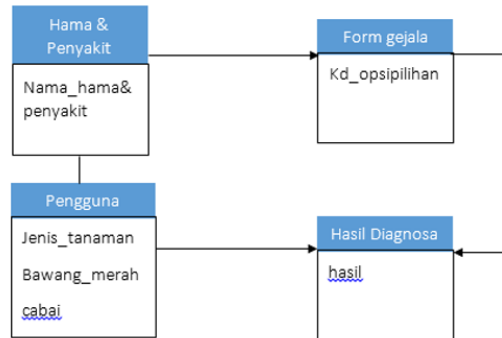 Hama &
Penyakit
Nama_hama&
penyakit
Form gejala
Kd_opsipilihan
Pengguna
Jenis_tanaman
Bawang_merah
cabai
Hasil Diagnosa
hasil